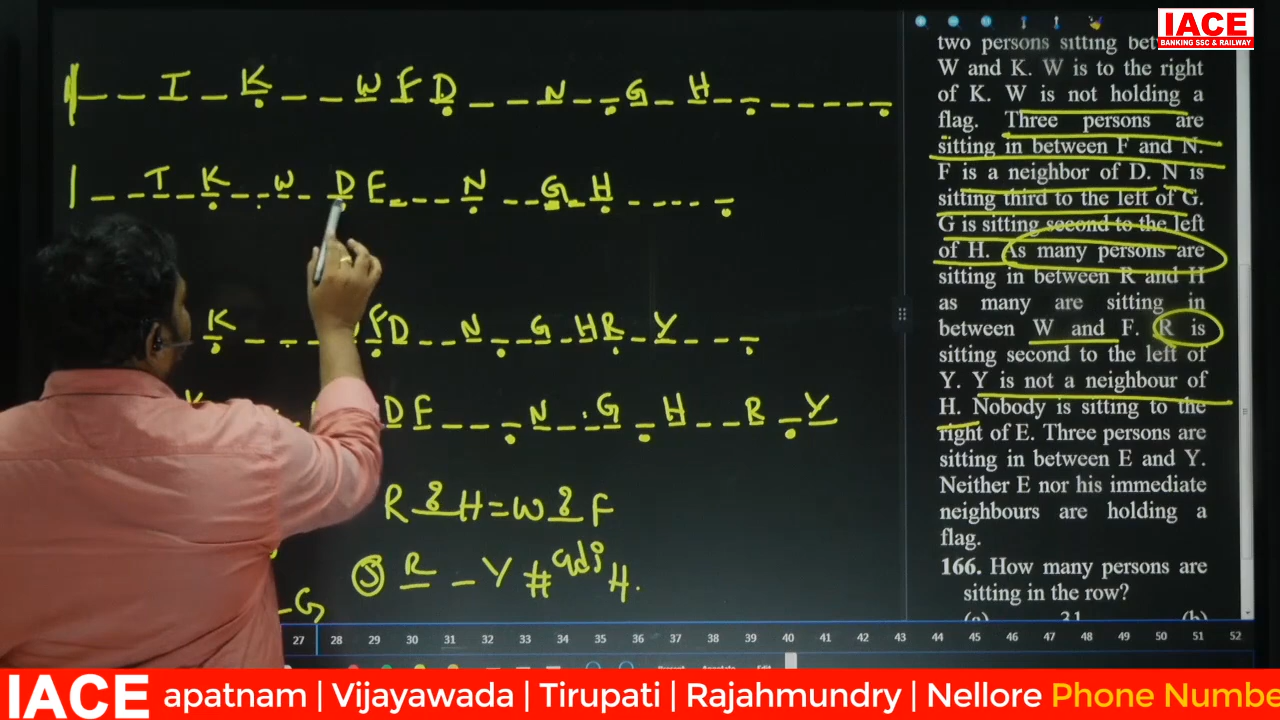 IACE
BANKING SSC & RAILWAY
two persons sitting
W and K. W is to the right
of K. W is not holding a
flag. Three persons are
sitting in between F and N.
F is a neighbor of D. N is
sitting third to the left of G.
G is sitting second to the left
of H. As many persons are
sitting in between R and H
as many are sitting in
between W and F. R is
sitting second to the left of
Y. Y is not a neighbour of
H. Nobody is sitting to the
right of E. Three persons are
sitting in between E and Y.
Neither E nor his immediate
neighbours are holding a
flag.
166. How many persons are
sitting in the row?
K W F D N G H
T K W D F N G H
K F D N G H R Y
D F N G H R Y
R 8 H = W 8 F
R _ Y # adj H.
_ G
27 28 29 30 31 32 33 34 35 36 37 38 39 40 41 42 43 44 45 46 47 48 49 50 51 52
IACE apatnam | Vijayawada | Tirupati | Rajahmundry | Nellore Phone Numbe